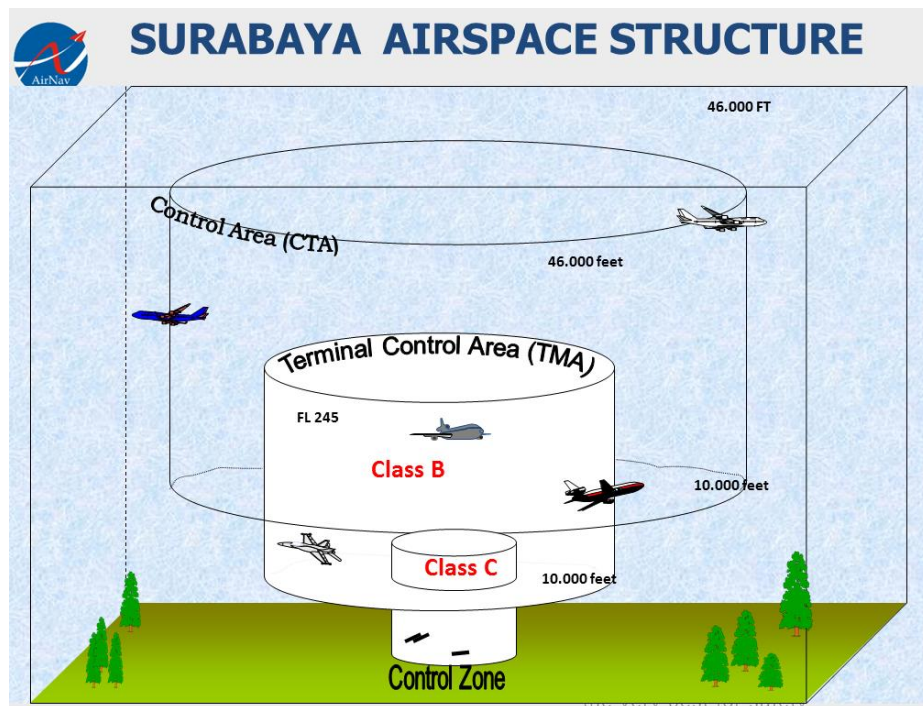 SURABAYA AIRSPACE STRUCTURE
AirNav
46.000 FT
Control Area (CTA)
46.000 feet
Terminal Control Area (TMA)
FL 245
Class B
10.000 feet
Class C
10.000 feet
Control Zone